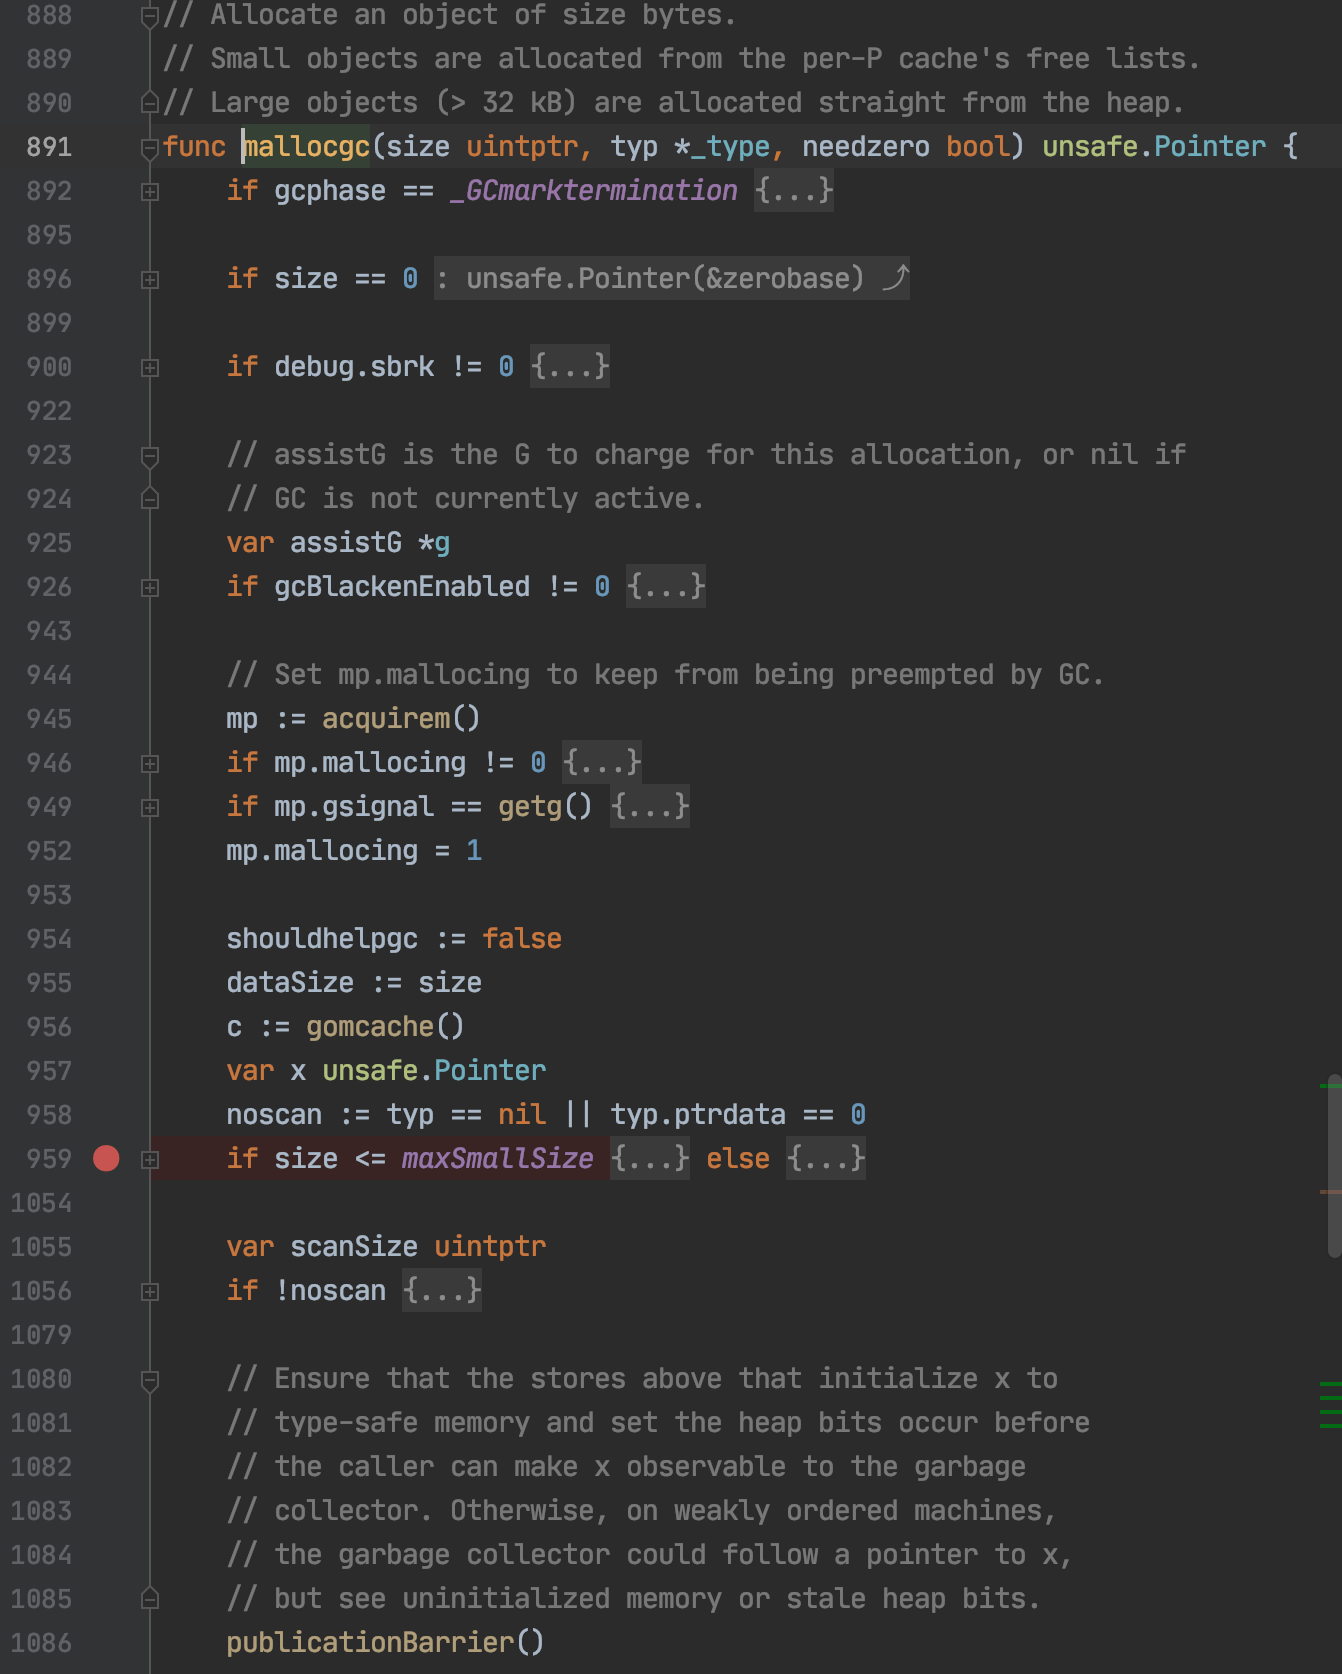 888 // Allocate an object of size bytes.
889 // Small objects are allocated from the per-P cache's free lists.
890 // Large objects (> 32 kB) are allocated straight from the heap.
891 func mallocgc(size uintptr, typ *_type, needzero bool) unsafe.Pointer {
892 if gcphase == _GCmarktermination {...}
895
896 if size == 0 : unsafe.Pointer(&zerobase) ⤴
899
900 if debug.sbrk != 0 {...}
922
923 // assistG is the G to charge for this allocation, or nil if
924 // GC is not currently active.
925 var assistG *g
926 if gcBlackenEnabled != 0 {...}
943
944 // Set mp.mallocing to keep from being preempted by GC.
945 mp := acquirem()
946 if mp.mallocing != 0 {...}
949 if mp.gsignal == getg() {...}
952 mp.mallocing = 1
953
954 shouldhelpgc := false
955 dataSize := size
956 c := gomcache()
957 var x unsafe.Pointer
958 noscan := typ == nil || typ.ptrdata == 0
959 if size <= maxSmallSize {...} else {...}
1054
1055 var scanSize uintptr
1056 if !noscan {...}
1079
1080 // Ensure that the stores above that initialize x to
1081 // type-safe memory and set the heap bits occur before
1082 // the caller can make x observable to the garbage
1083 // collector. Otherwise, on weakly ordered machines,
1084 // the garbage collector could follow a pointer to x,
1085 // but see uninitialized memory or stale heap bits.
1086 publicationBarrier()